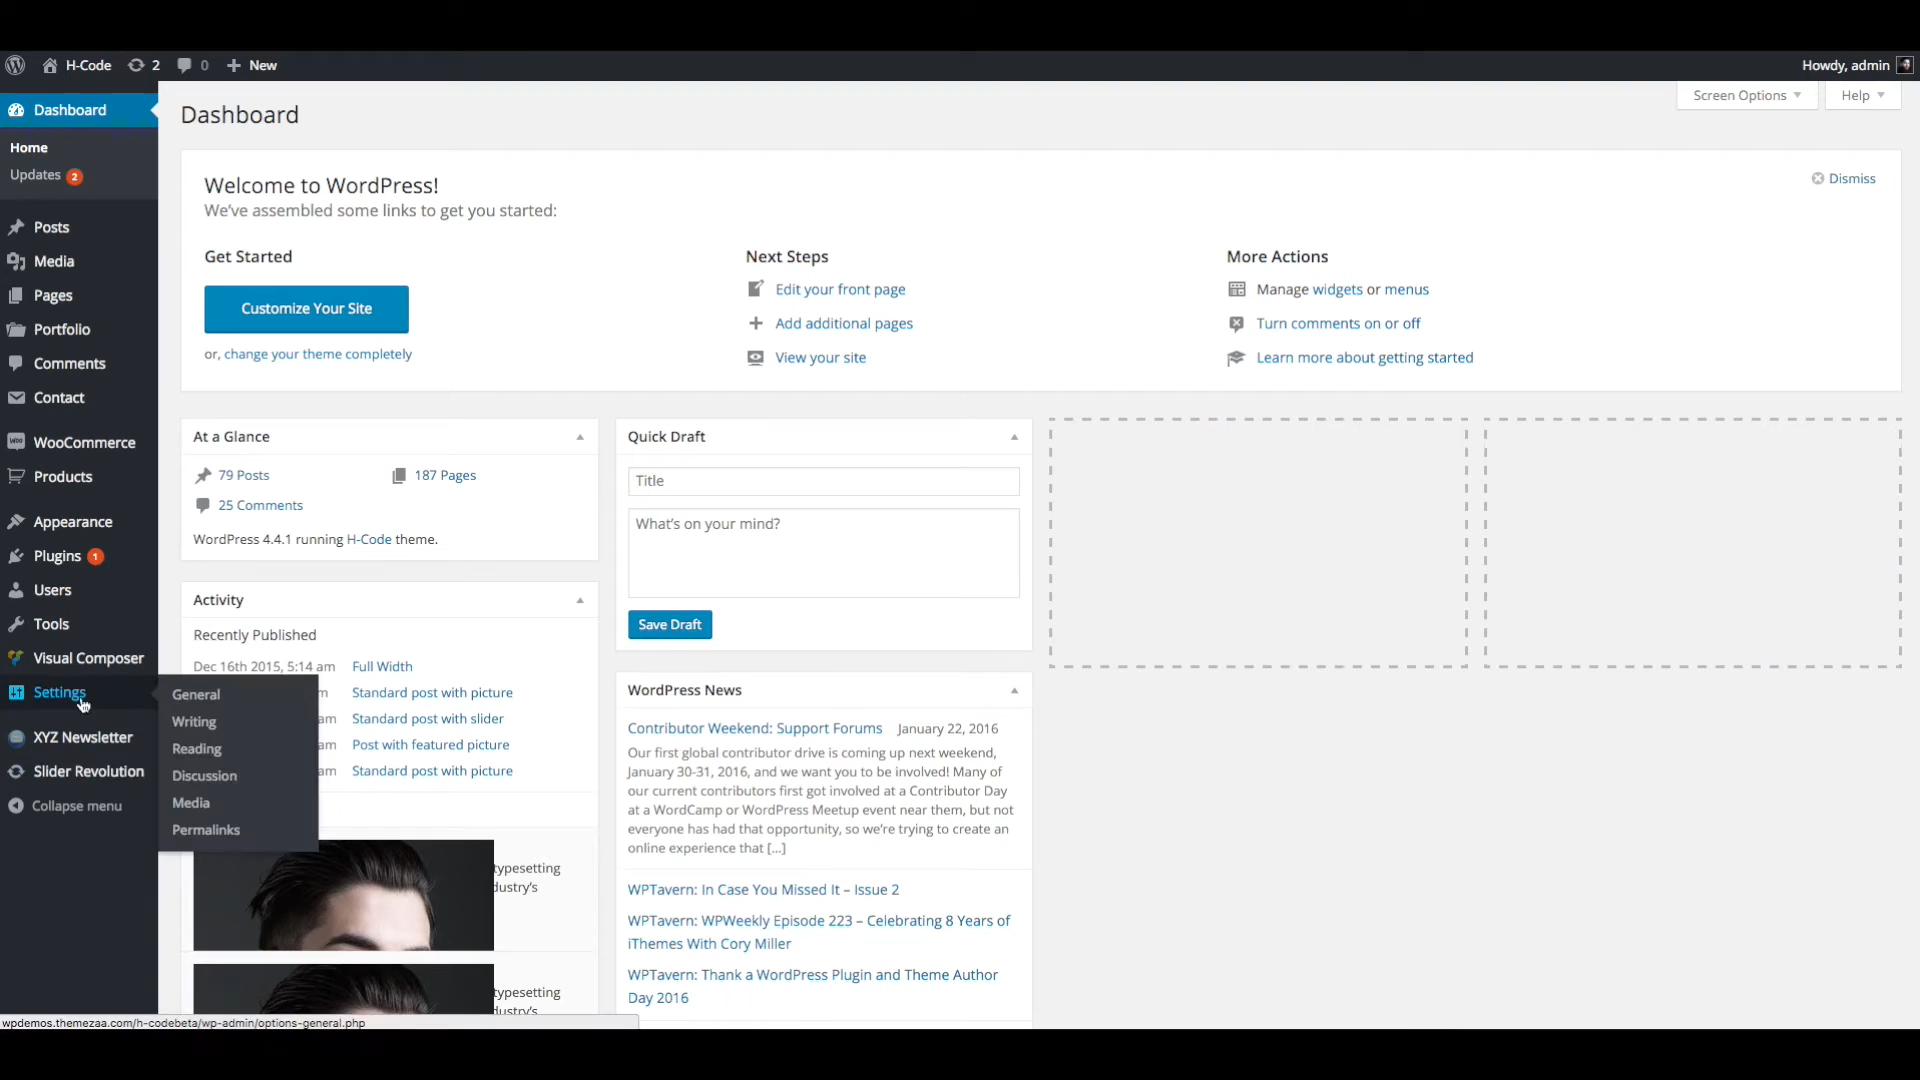 H-Code 2 0 New
Howdy, admin
Dashboard
Home
Updates 2
Posts
Media
Pages
Portfolio
Comments
Contact
WooCommerce
Products
Appearance
Plugins 1
Users
Tools
Visual Composer
Settings
XYZ Newsletter
Slider Revolution
Collapse menu
General
Writing
Reading
Discussion
Media
Permalinks
Dashboard
Screen Options
Help
Welcome to WordPress!
We've assembled some links to get you started:
Dismiss
Get Started
Customize Your Site
or, change your theme completely
Next Steps
Edit your front page
Add additional pages
View your site
More Actions
Manage widgets or menus
Turn comments on or off
Learn more about getting started
At a Glance
79 Posts
187 Pages
25 Comments
WordPress 4.4.1 running H-Code theme.
Activity
Recently Published
Dec 16th 2015, 5:14 am Full Width
m Standard post with picture
am Standard post with slider
am Post with featured picture
am Standard post with picture
typesetting
dustry's
typesetting
dustry's
Quick Draft
Title
What's on your mind?
Save Draft
WordPress News
Contributor Weekend: Support Forums January 22, 2016
Our first global contributor drive is coming up next weekend,
January 30-31, 2016, and we want you to be involved! Many of
our current contributors first got involved at a Contributor Day
at a WordCamp or WordPress Meetup event near them, but not
everyone has had that opportunity, so we're trying to create an
online experience that […]
WPTavern: In Case You Missed It – Issue 2
WPTavern: WPWeekly Episode 223 – Celebrating 8 Years of
iThemes With Cory Miller
WPTavern: Thank a WordPress Plugin and Theme Author
Day 2016
wpdemos.themezaa.com/h-codebeta/wp-admin/options-general.php